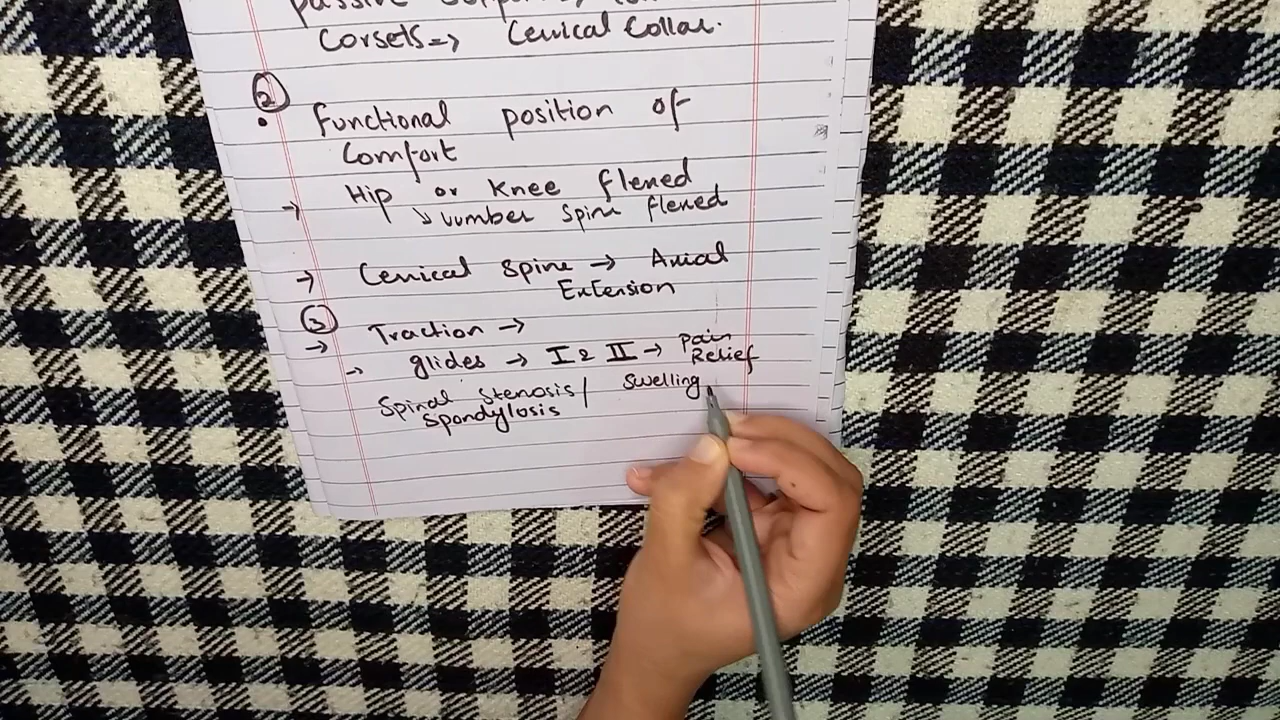 passive
Corsets => Cervical Collar.
②
• Functional position of
Comfort
→ Hip or Knee flexed
↘ Lumber Spine flexed
→ Cervical Spine → Axial
Extension
③
→ Traction →
→ glides → I & II → Pain
Relief
Spinal Stenosis/ Swelling
Spondylosis